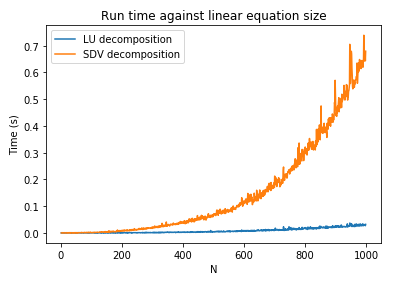 Run time against linear equation size
LU decomposition
SDV decomposition
Time (s)
0.7
0.6
0.5
0.4
0.3
0.2
0.1
0.0
0
200
400
600
800
1000
N